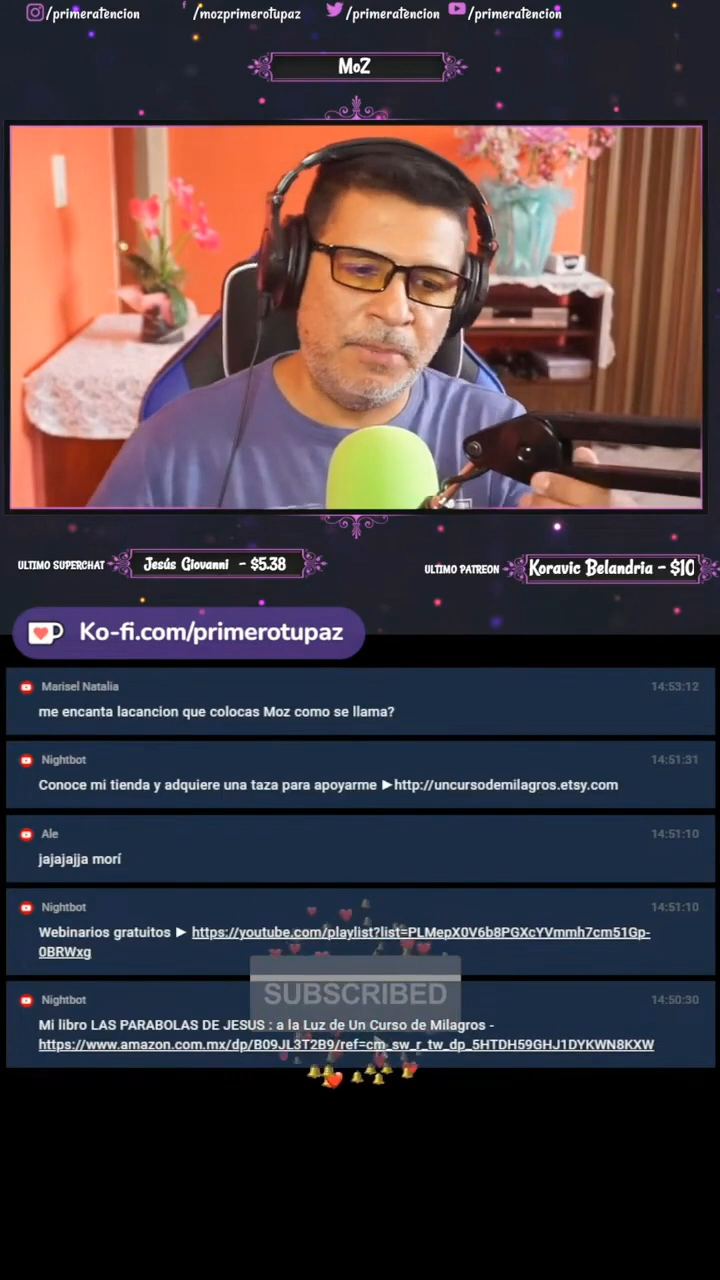 /primeratencion
/mozprimerotupaz
/primeratencion
/primeratencion
MoZ
ULTIMO SUPERCHAT
Jesús Giovanni - $5.38
ULTIMO PATREON
Koravic Belandria - $10
Ko-fi.com/primerotupaz
Marisel Natalia 14:53:12
me encanta lacancion que colocas Moz como se llama?
Nightbot 14:51:31
Conoce mi tienda y adquiere una taza para apoyarme ►http://uncursodemilagros.etsy.com
Ale 14:51:10
jajajajja morí
Nightbot 14:51:10
Webinarios gratuitos ► https://youtube.com/playlist?list=PLMepX0V6b8PGXcYVmmh7cm51Gp-
0BRWxg
SUBSCRIBED
Nightbot 14:50:30
Mi libro LAS PARABOLAS DE JESUS : a la Luz de Un Curso de Milagros -
https://www.amazon.com.mx/dp/B09JL3T2B9/ref=cm_sw_r_tw_dp_5HTDH59GHJ1DYKWN8KXW